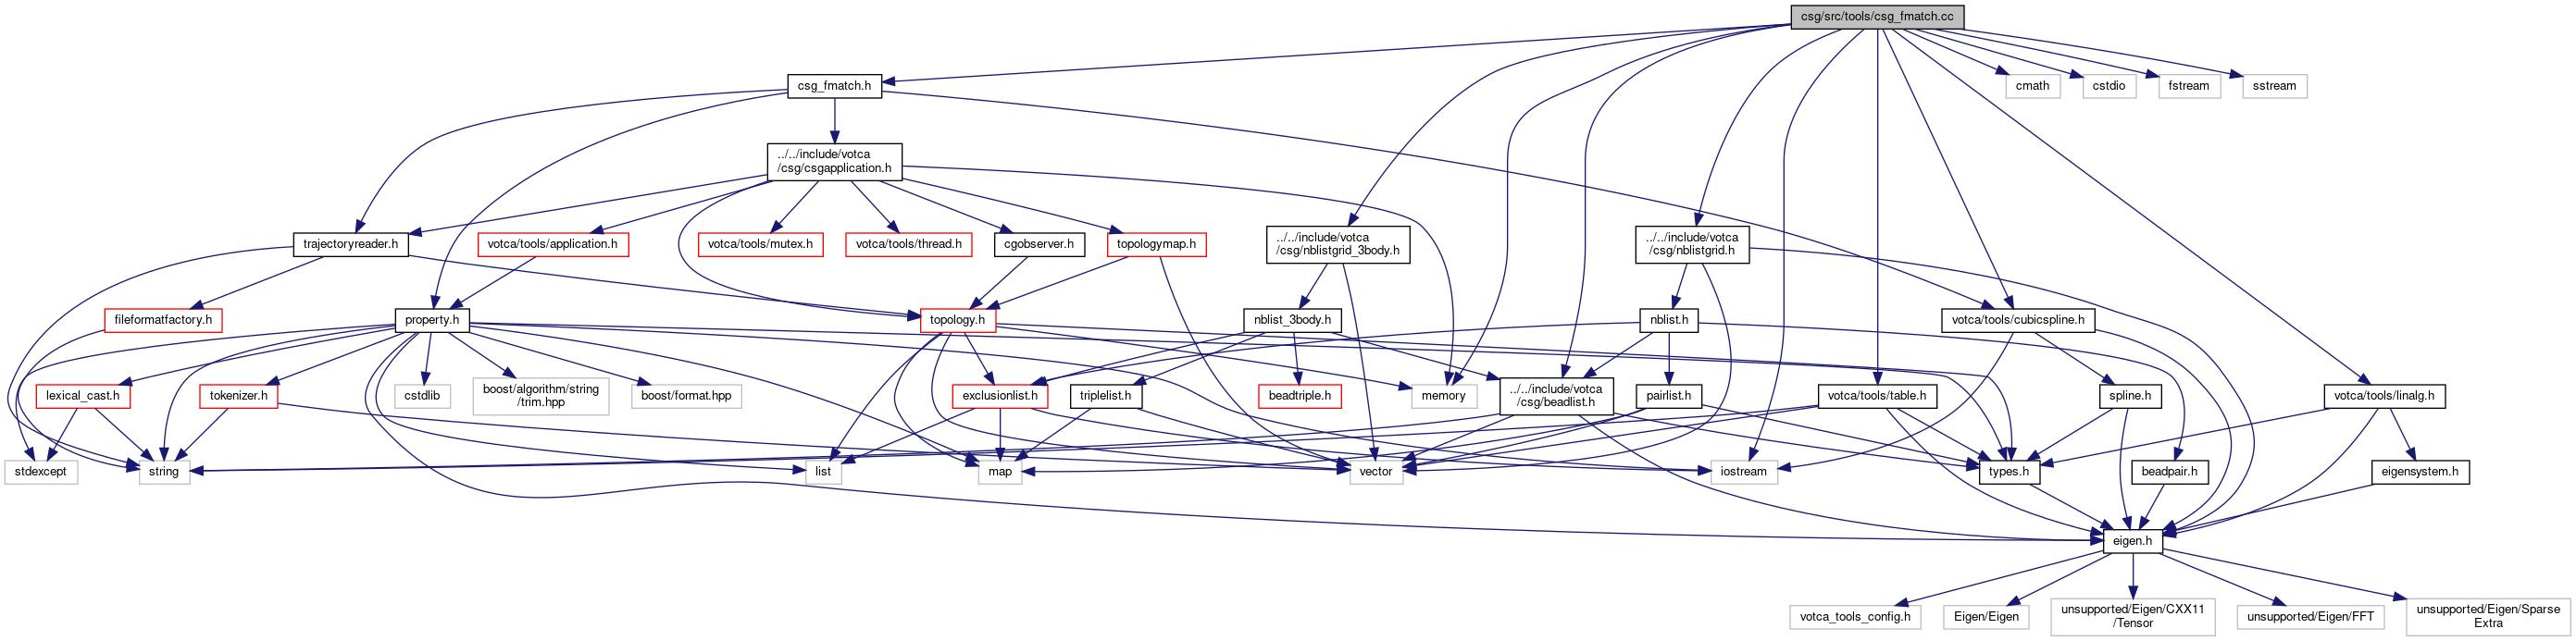 csg/src/tools/csg_fmatch.cc
csg_fmatch.h
cmath
cstdio
fstream
sstream
../../include/votca
/csg/csgapplication.h
trajectoryreader.h
votca/tools/application.h
votca/tools/mutex.h
votca/tools/thread.h
cgobserver.h
topologymap.h
../../include/votca
/csg/nblistgrid_3body.h
../../include/votca
/csg/nblistgrid.h
fileformatfactory.h
property.h
topology.h
nblist_3body.h
nblist.h
votca/tools/cubicspline.h
lexical_cast.h
tokenizer.h
cstdlib
boost/algorithm/string
/trim.hpp
boost/format.hpp
exclusionlist.h
triplelist.h
beadtriple.h
memory
../../include/votca
/csg/beadlist.h
pairlist.h
votca/tools/table.h
spline.h
votca/tools/linalg.h
stdexcept
string
list
map
vector
iostream
types.h
beadpair.h
eigensystem.h
eigen.h
votca_tools_config.h
Eigen/Eigen
unsupported/Eigen/CXX11
/Tensor
unsupported/Eigen/FFT
unsupported/Eigen/Sparse
Extra